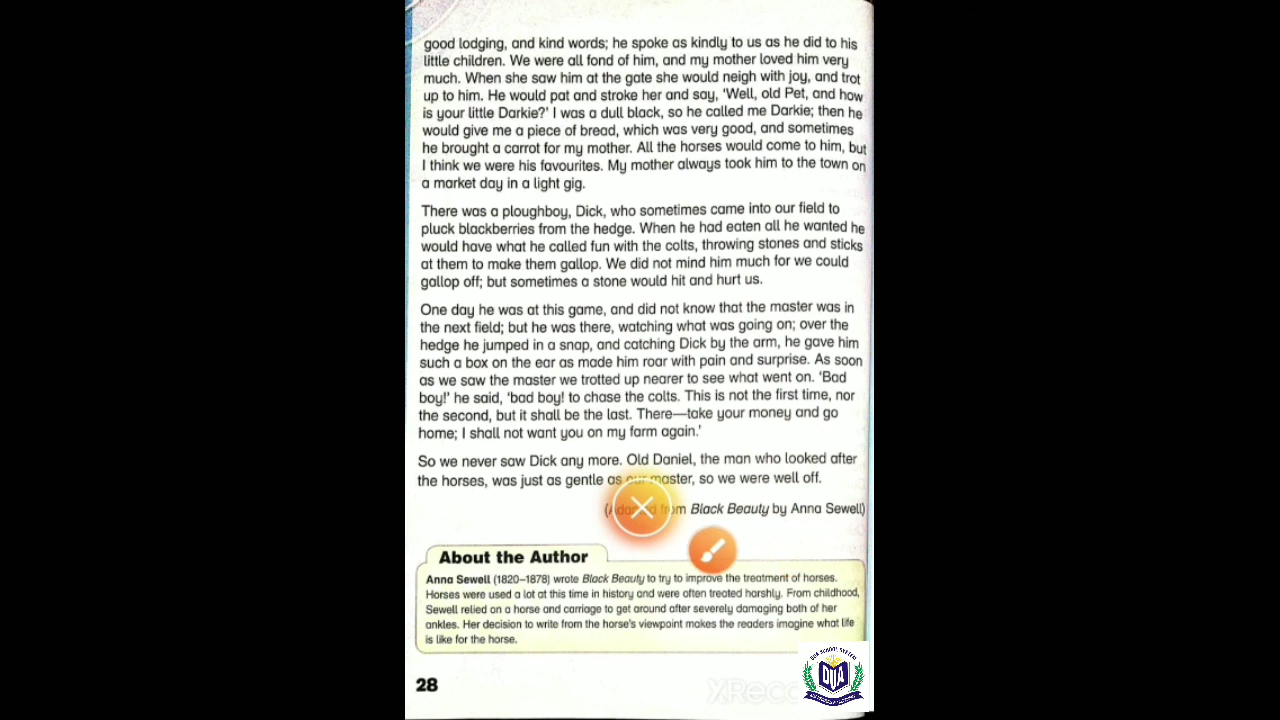 good lodging, and kind words; he spoke as kindly to us as he did to his
little children. We were all fond of him, and my mother loved him very
much. When she saw him at the gate she would neigh with joy, and trot
up to him. He would pat and stroke her and say, ‘Well, old Pet, and how
is your little Darkie?’ I was a dull black, so he called me Darkie; then he
would give me a piece of bread, which was very good, and sometimes
he brought a carrot for my mother. All the horses would come to him, but
I think we were his favourites. My mother always took him to the town on
a market day in a light gig.
There was a ploughboy, Dick, who sometimes came into our field to
pluck blackberries from the hedge. When he had eaten all he wanted he
would have what he called fun with the colts, throwing stones and sticks
at them to make them gallop. We did not mind him much for we could
gallop off; but sometimes a stone would hit and hurt us.
One day he was at this game, and did not know that the master was in
the next field; but he was there, watching what was going on; over the
hedge he jumped in a snap, and catching Dick by the arm, he gave him
such a box on the ear as made him roar with pain and surprise. As soon
as we saw the master we trotted up nearer to see what went on. ‘Bad
boy!’ he said, ‘bad boy! to chase the colts. This is not the first time, nor
the second, but it shall be the last. There—take your money and go
home; I shall not want you on my farm again.’
So we never saw Dick any more. Old Daniel, the man who looked after
the horses, was just as gentle as our master, so we were well off.
from Black Beauty by Anna Sewell)
About the Author
Anna Sewell (1820–1878) wrote Black Beauty to try to improve the treatment of horses.
Horses were used a lot at this time in history and were often treated harshly. From childhood,
Sewell relied on a horse and carriage to get around after severely damaging both of her
ankles. Her decision to write from the horse's viewpoint makes the readers imagine what life
is like for the horse.
28